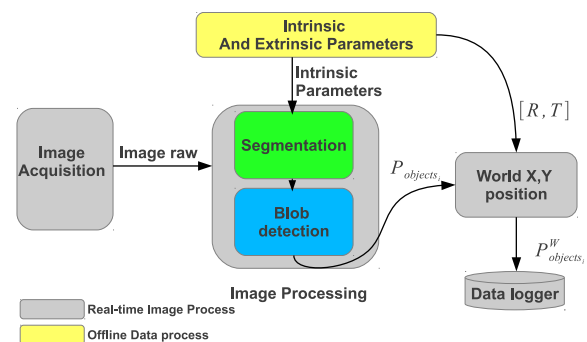 Intrinsic
And Extrinsic Parameters
Intrinsic
Parameters
[R,T]
Image
Acquisition
Image raw
Segmentation
Blob
detection
P_objects_i
World X,Y
position
P^W_objects_i
Image Processing
Data logger
Real-time Image Process
Offline Data process